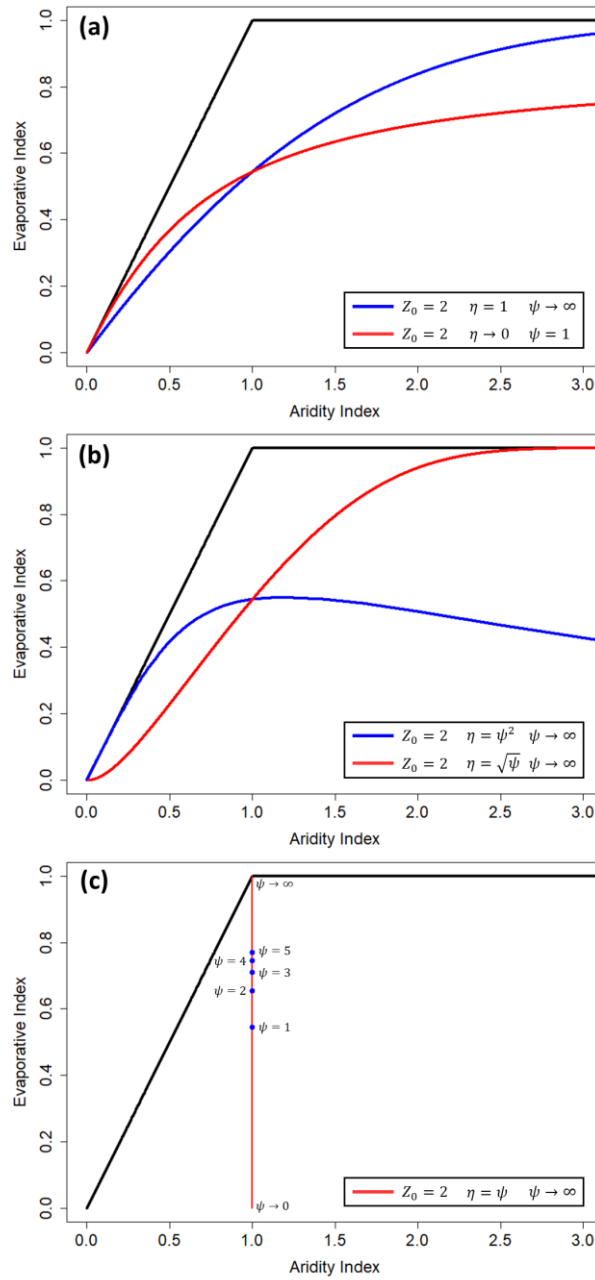 (a)
1.0
0.8
0.6
0.4
0.2
0.0
Evaporative Index
Z₀ = 2 η = 1 ψ → ∞
Z₀ = 2 η → 0 ψ = 1
0.0 0.5 1.0 1.5 2.0 2.5 3.0
Aridity Index
(b)
1.0
0.8
0.6
0.4
0.2
0.0
Evaporative Index
Z₀ = 2 η = ψ² ψ → ∞
Z₀ = 2 η = √ψ ψ → ∞
0.0 0.5 1.0 1.5 2.0 2.5 3.0
Aridity Index
(c)
1.0
0.8
0.6
0.4
0.2
0.0
Evaporative Index
ψ → ∞
ψ = 5
ψ = 4
ψ = 3
ψ = 2
ψ = 1
ψ → 0
Z₀ = 2 η = ψ ψ → ∞
0.0 0.5 1.0 1.5 2.0 2.5 3.0
Aridity Index